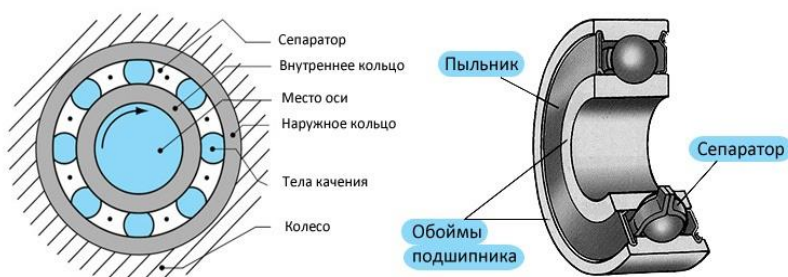 Сепаратор
Внутреннее кольцо
Место оси
Наружное кольцо
Тела качения
Колесо
Пыльник
Сепаратор
Обоймы
подшипника